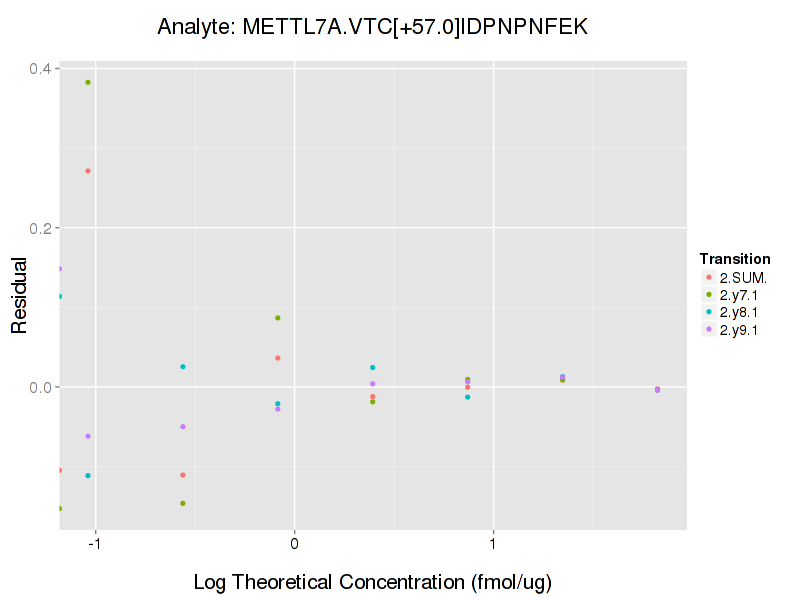 Analyte: METTL7A.VTC[+57.0]IDPNPNFEK
0.4
0.2
0.0
Residual
-1
0
1
Log Theoretical Concentration (fmol/ug)
Transition
2.SUM.
2.y7.1
2.y8.1
2.y9.1